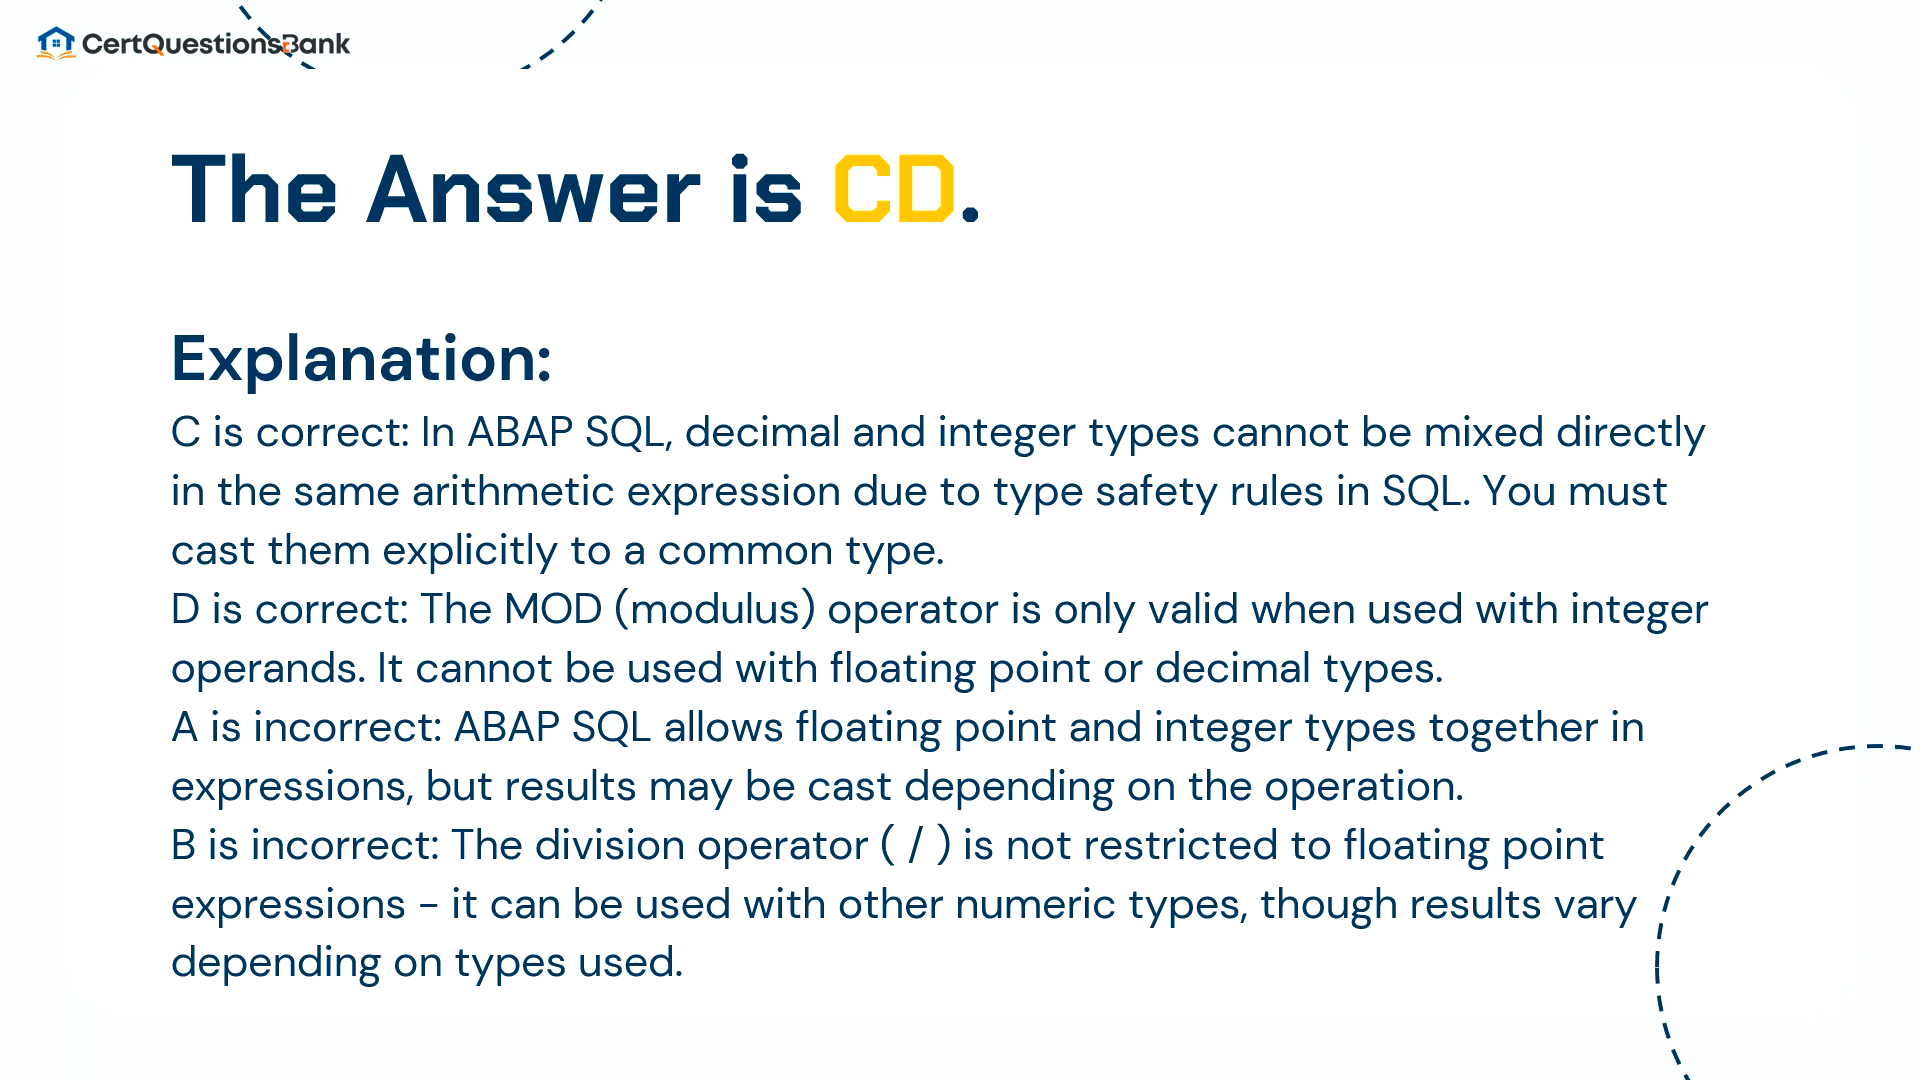 CertQuestionsBank
The Answer is CD.
Explanation:
C is correct: In ABAP SQL, decimal and integer types cannot be mixed directly
in the same arithmetic expression due to type safety rules in SQL. You must
cast them explicitly to a common type.
D is correct: The MOD (modulus) operator is only valid when used with integer
operands. It cannot be used with floating point or decimal types.
A is incorrect: ABAP SQL allows floating point and integer types together in
expressions, but results may be cast depending on the operation.
B is incorrect: The division operator ( / ) is not restricted to floating point
expressions - it can be used with other numeric types, though results vary
depending on types used.